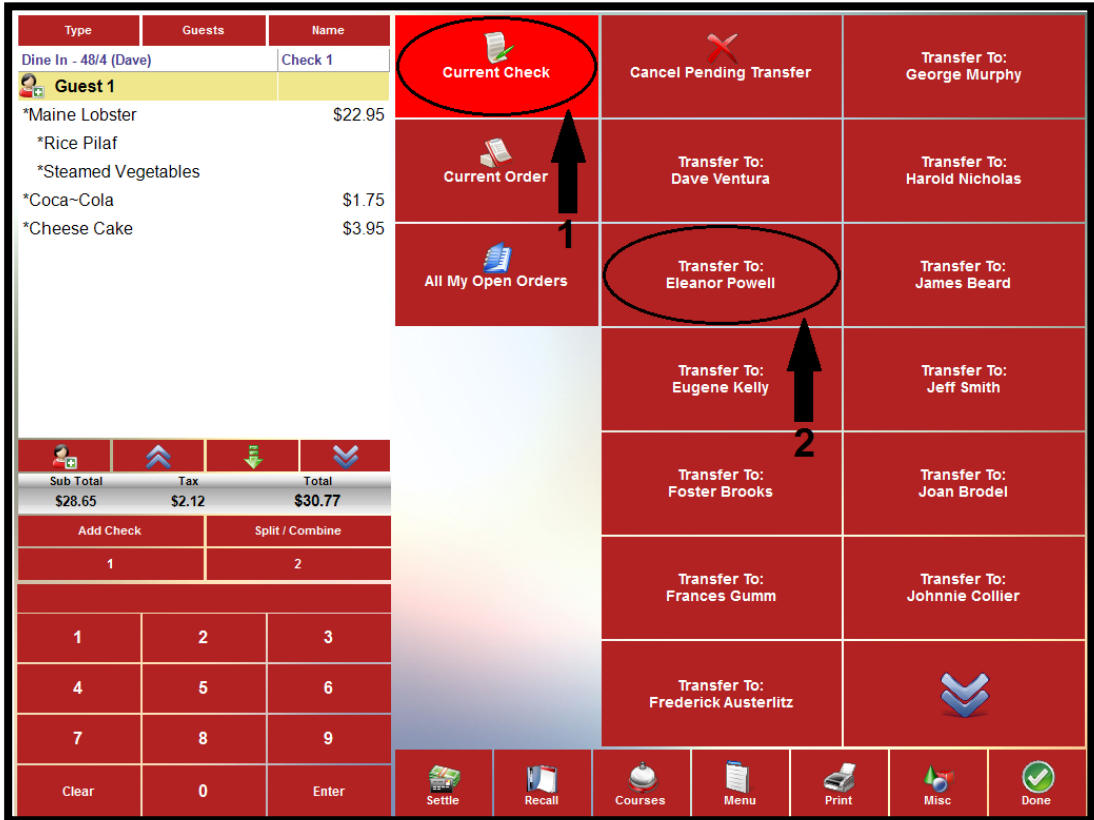 Type Guests Name
Dine In - 48/4 (Dave) Check 1
Guest 1
*Maine Lobster $22.95
*Rice Pilaf
*Steamed Vegetables
*Coca~Cola $1.75
*Cheese Cake $3.95
Sub Total Tax Total
$28.65 $2.12 $30.77
Add Check Split / Combine
1 2
1 2 3
4 5 6
7 8 9
Clear 0 Enter
Current Check
Current Order
All My Open Orders
1
Cancel Pending Transfer
Transfer To:
Dave Ventura
Transfer To:
Eleanor Powell
Transfer To:
Eugene Kelly
2
Transfer To:
Foster Brooks
Transfer To:
Frances Gumm
Transfer To:
Frederick Austerlitz
Transfer To:
George Murphy
Transfer To:
Harold Nicholas
Transfer To:
James Beard
Transfer To:
Jeff Smith
Transfer To:
Joan Brodel
Transfer To:
Johnnie Collier
Settle Recall Courses Menu Print Misc Done